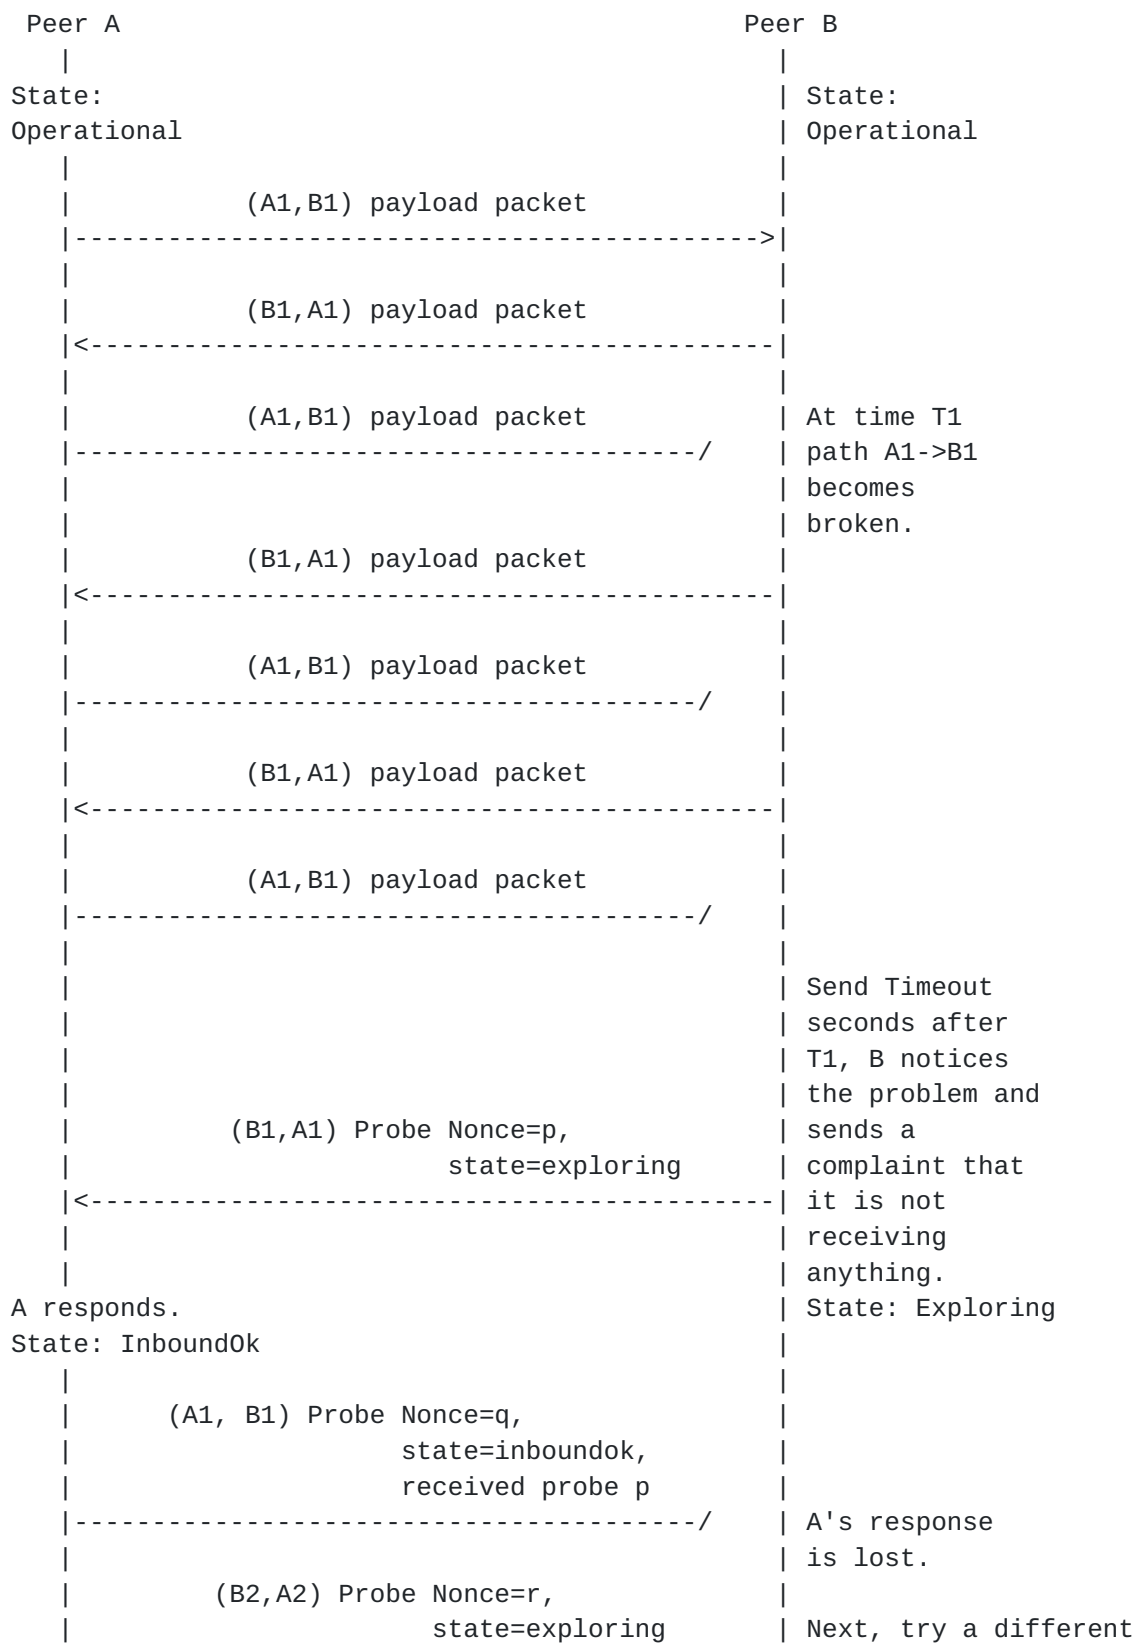 Peer A                                        Peer B
   |                                              |
State:                                            | State:
Operational                                       | Operational
   |                                              |
   |            (A1,B1) payload packet            |
   |--------------------------------------------->|
   |                                              |
   |            (B1,A1) payload packet            |
   |<---------------------------------------------|
   |                                              |
   |            (A1,B1) payload packet            | At time T1
   |----------------------------------------/     | path A1->B1
   |                                              | becomes
   |                                              | broken.
   |            (B1,A1) payload packet            |
   |<---------------------------------------------|
   |                                              |
   |            (A1,B1) payload packet            |
   |----------------------------------------/     |
   |                                              |
   |            (B1,A1) payload packet            |
   |<---------------------------------------------|
   |                                              |
   |            (A1,B1) payload packet            |
   |----------------------------------------/     |
   |                                              |
   |                                              | Send Timeout
   |                                              | seconds after
   |                                              | T1, B notices
   |                                              | the problem and
   |           (B1,A1) Probe Nonce=p,             | sends a
   |                         state=exploring      | complaint that
   |<---------------------------------------------| it is not
   |                                              | receiving
   |                                              | anything.
A responds.                                       | State: Exploring
State: InboundOk                                  |
   |                                              |
   |       (A1, B1) Probe Nonce=q,                |
   |                      state=inboundok,        |
   |                      received probe p        |
   |----------------------------------------/     | A's response
   |                                              | is lost.
   |          (B2,A2) Probe Nonce=r,              |
   |                        state=exploring       | Next, try a different